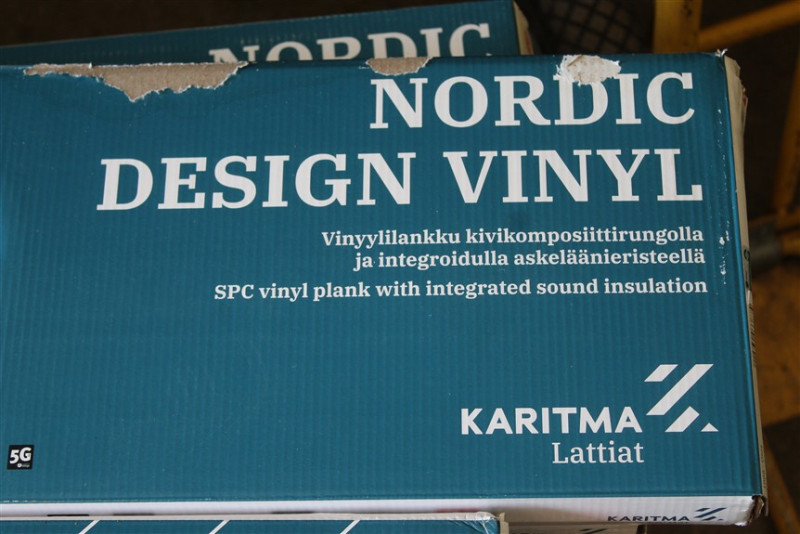 NORDIC
NORDIC
DESIGN VINYL
Vinyylilankku kivikomposiittirungolla
ja integroidulla askeläänieristeellä
SPC vinyl plank with integrated sound insulation
KARITMA
Lattiat
5G
KARITMA